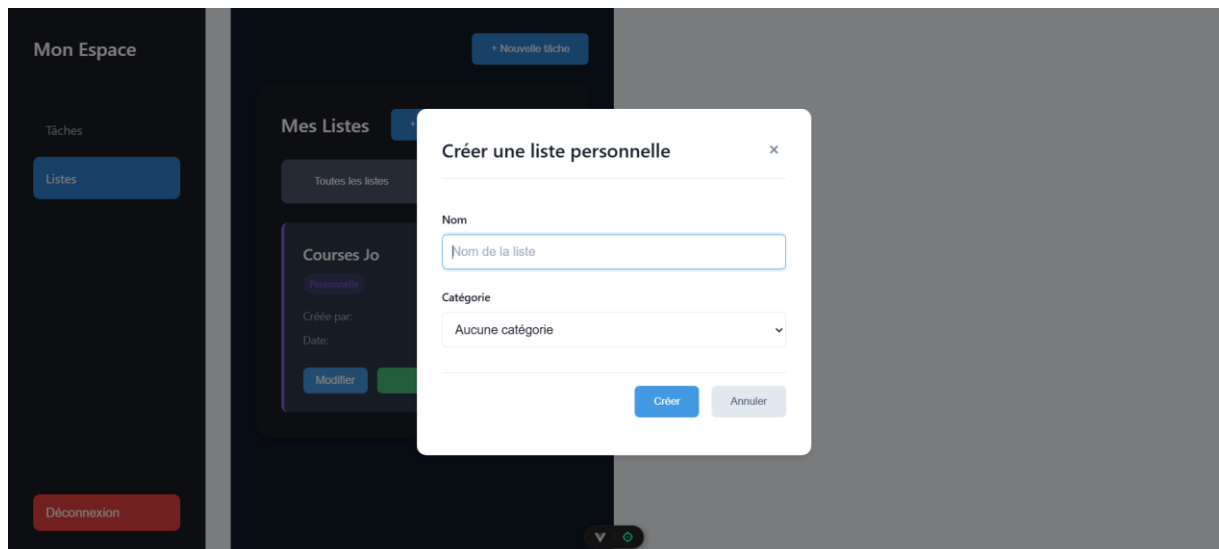 Mon Espace
+ Nouvelle tâche
Tâches
Mes Listes
+
Listes
Toutes les listes
Courses Jo
Personnelle
Créée par:
Date:
Modifier
Créer une liste personnelle
×
Nom
Nom de la liste
Catégorie
Aucune catégorie
Créer
Annuler
Déconnexion